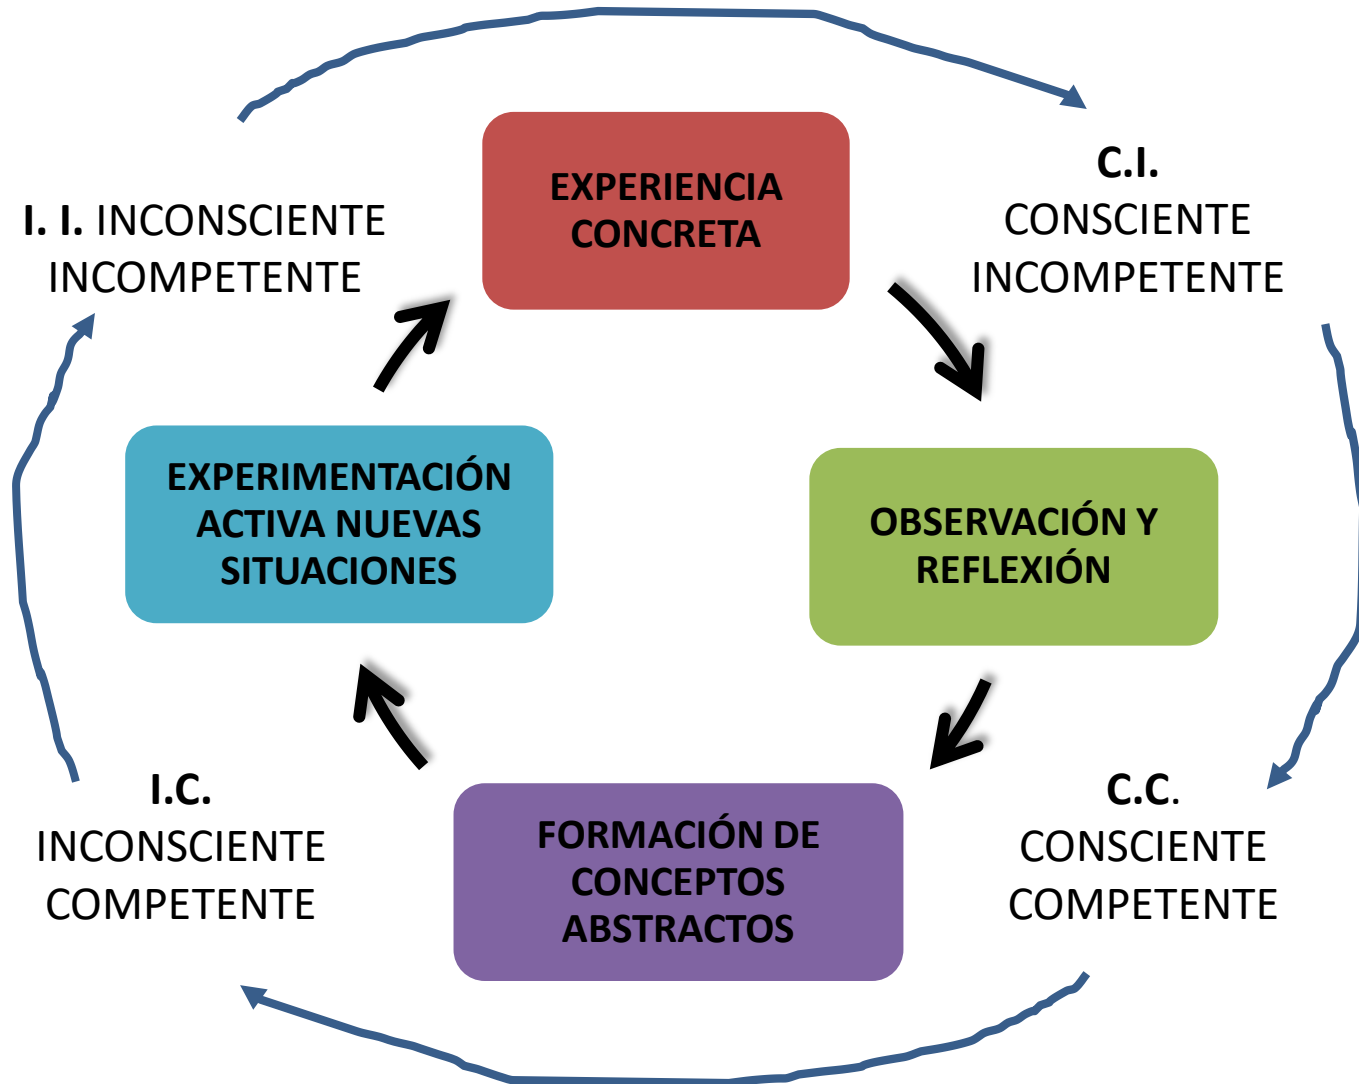 EXPERIENCIA
CONCRETA
C.I.
CONSCIENTE
INCOMPETENTE
I. I. INCONSCIENTE
INCOMPETENTE
EXPERIMENTACIÓN
ACTIVA NUEVAS
SITUACIONES
OBSERVACIÓN Y
REFLEXIÓN
I.C.
INCONSCIENTE
COMPETENTE
FORMACIÓN DE
CONCEPTOS
ABSTRACTOS
C.C.
CONSCIENTE
COMPETENTE